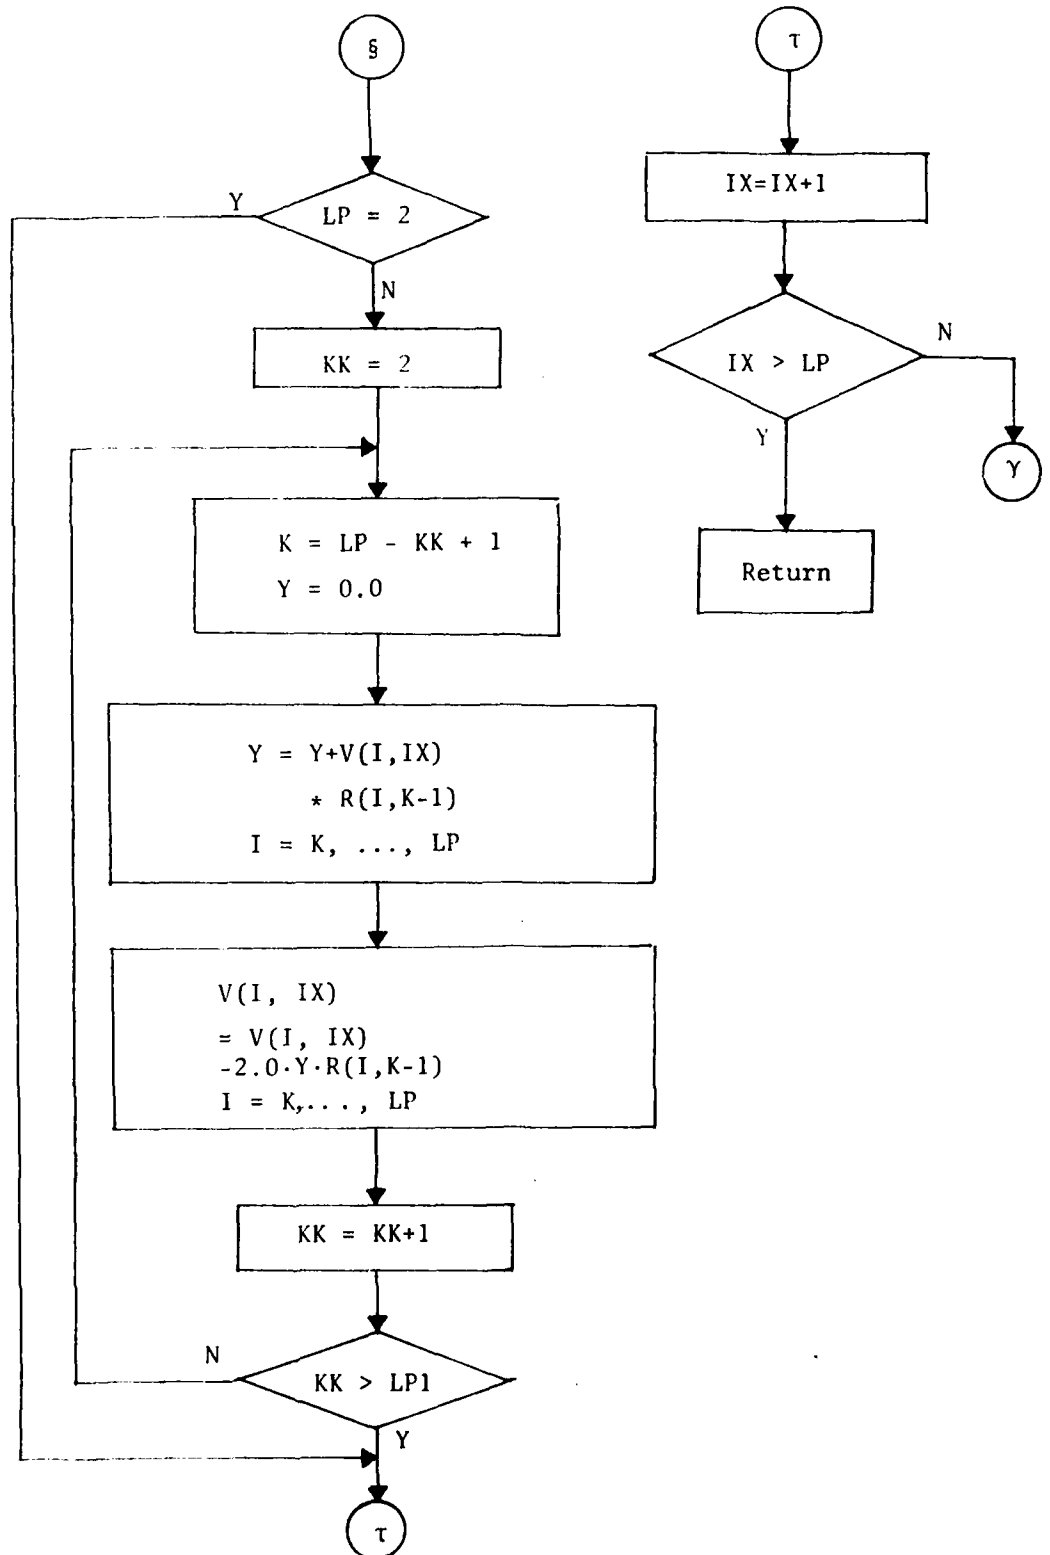 §
LP = 2
Y
N
KK = 2
K = LP - KK + 1
Y = 0.0
Y = Y+V(I,IX)
* R(I,K-1)
I = K, ..., LP
V(I, IX)
= V(I, IX)
-2.0·Y·R(I,K-1)
I = K,..., LP
KK = KK+1
N
KK > LP1
Y
τ
τ
IX=IX+1
N
IX > LP
Y
γ
Return